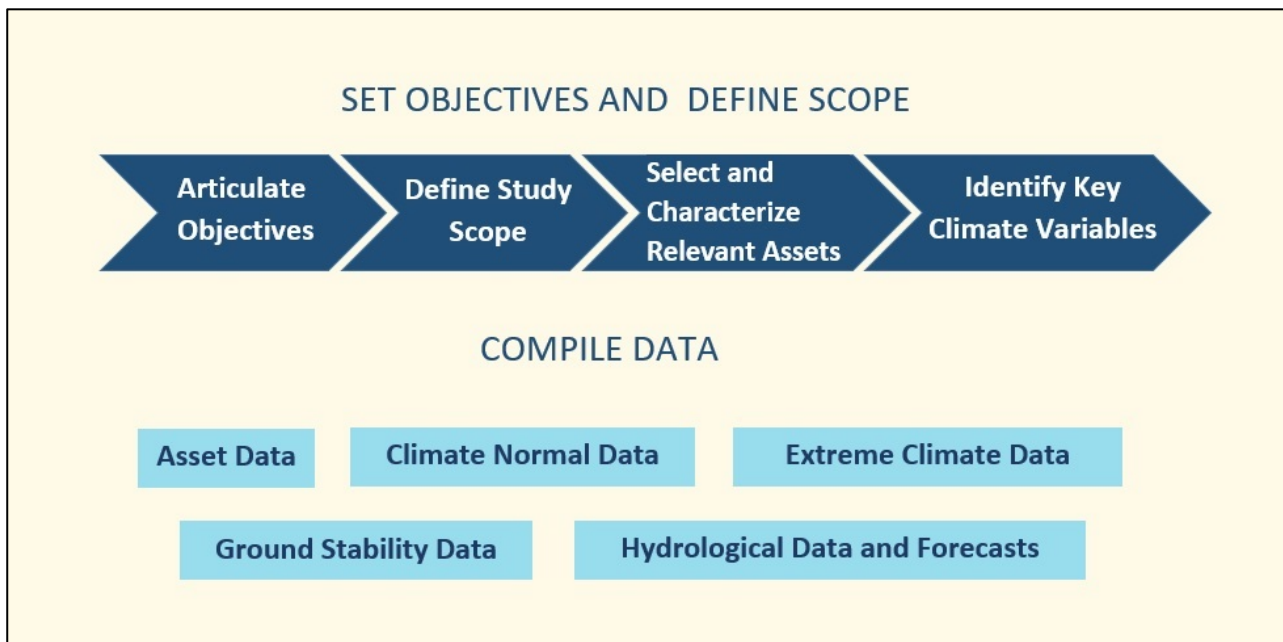 SET OBJECTIVES AND DEFINE SCOPE
Articulate
Objectives
Define Study
Scope
Select and
Characterize
Relevant Assets
Identify Key
Climate Variables
COMPILE DATA
Asset Data
Climate Normal Data
Extreme Climate Data
Ground Stability Data
Hydrological Data and Forecasts